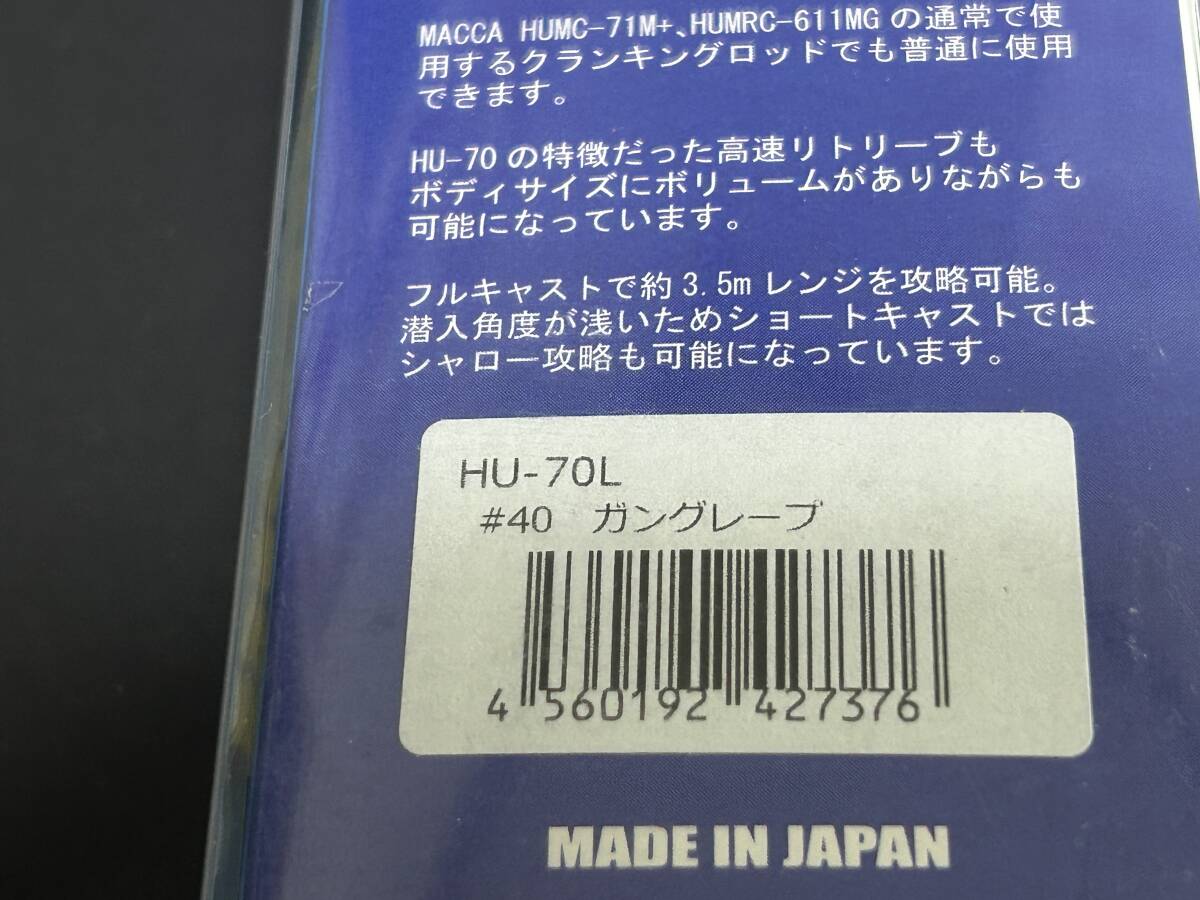 MACCA HUMC-71M+、HUMRC-611MG の通常で使
用するクランキングロッドでも普通に使用
できます。
HU-70 の特徴だった高速リトリーブも
ボディサイズにボリュームがありながらも
可能になっています。
フルキャストで約 3.5m レンジを攻略可能。
潜入角度が浅いためショートキャストでは
シャロー攻略も可能になっています。
HU-70L
#40 ガングレープ
4 560192 427376
MADE IN JAPAN